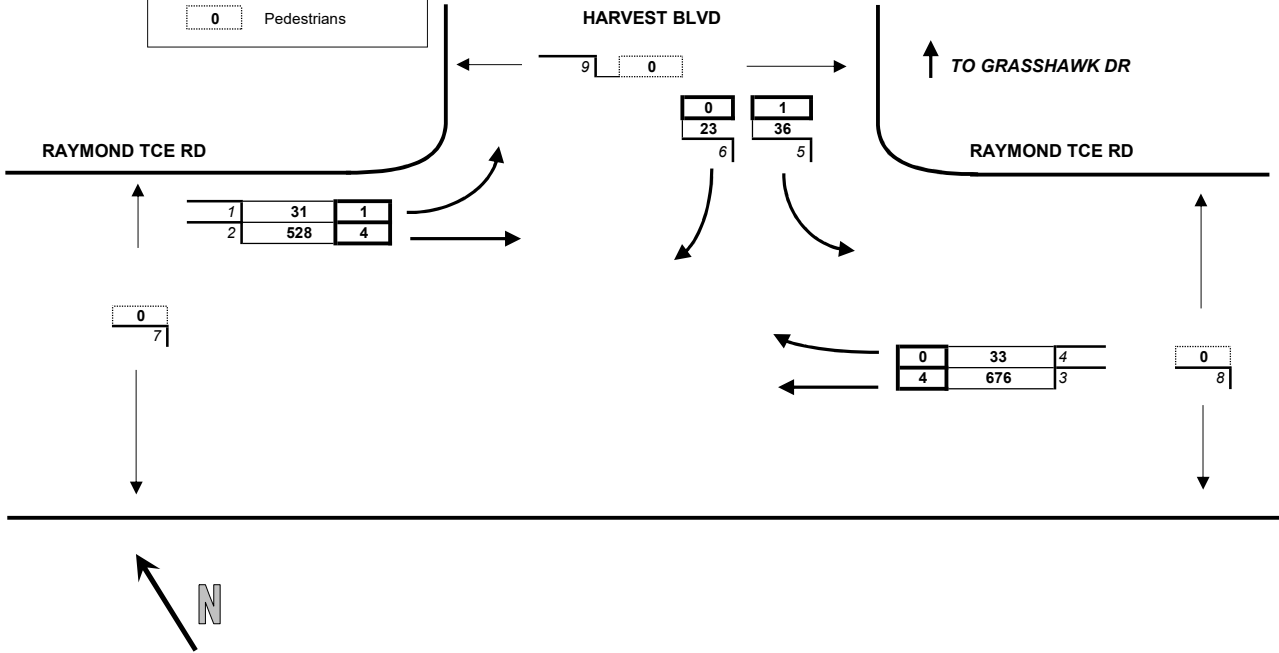 0 Pedestrians
HARVEST BLVD
9 0
TO GRASSHAWK DR
0 1
23 36
6 5
RAYMOND TCE RD
RAYMOND TCE RD
1 31 1
2 528 4
0
7
0 33 4
4 676 3
0
8
N